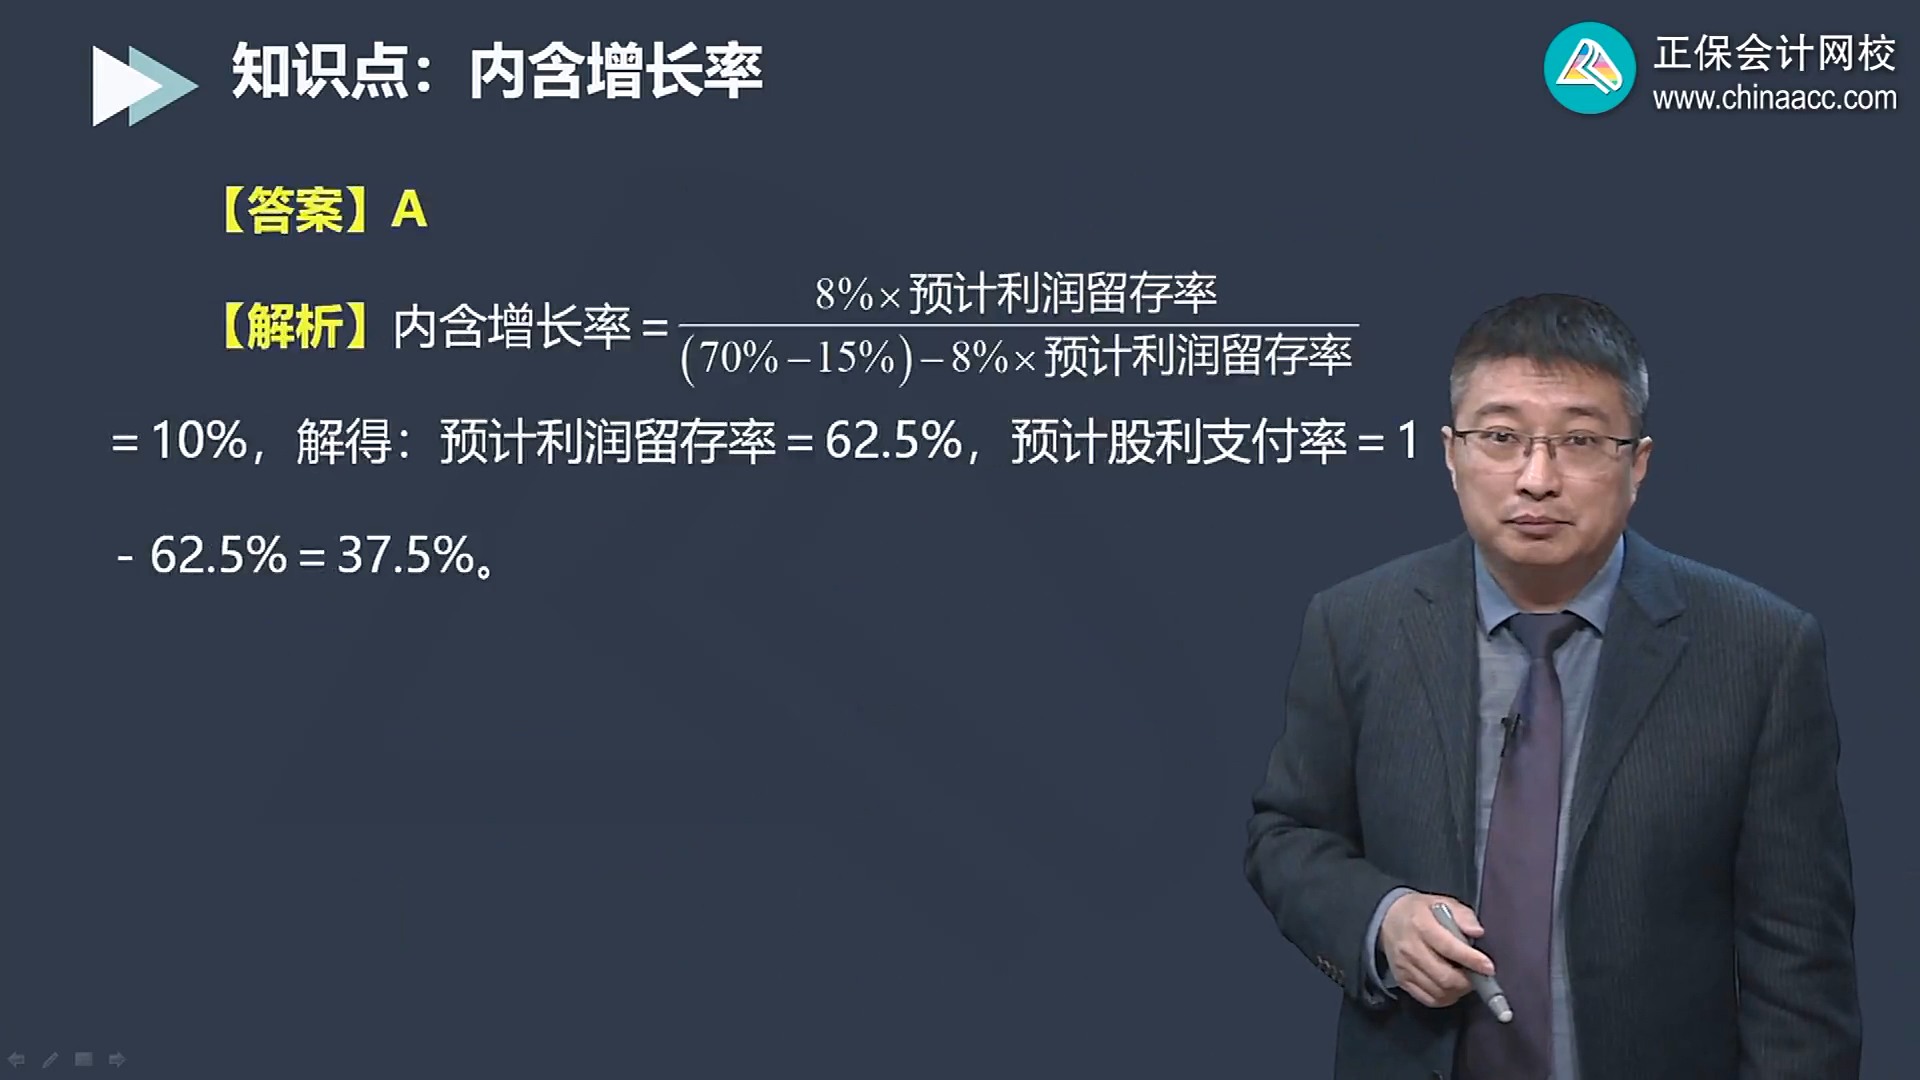 知识点：内含增长率
正保会计网校
www.chinaacc.com
【答案】A
【解析】内含增长率＝8%×预计利润留存率
(70%－15%)－8%×预计利润留存率
＝10%，解得：预计利润留存率＝62.5%，预计股利支付率＝1
－62.5%＝37.5%。